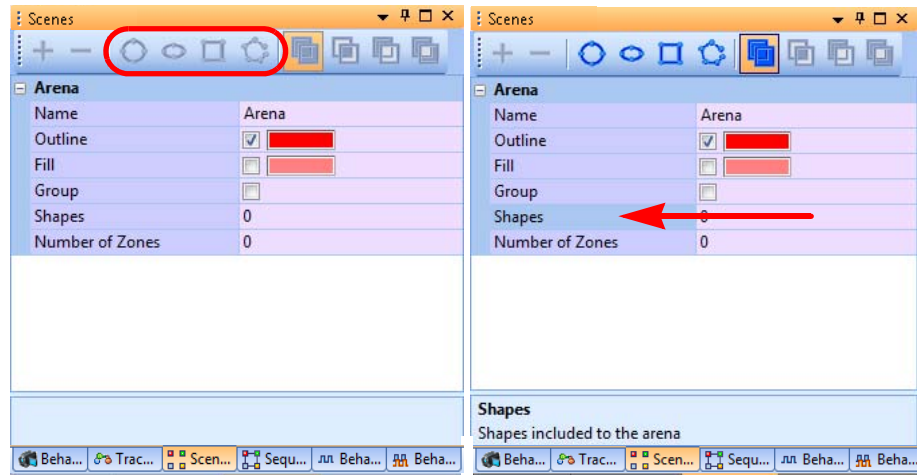 Scenes
Arena
Name Arena
Outline
Fill
Group
Shapes 0
Number of Zones 0
Beha... Trac... Scen... Sequ... Beha... Beha...
Scenes
Arena
Name Arena
Outline
Fill
Group
Shapes 0
Number of Zones 0
Shapes
Shapes included to the arena
Beha... Trac... Scen... Sequ... Beha... Beha...